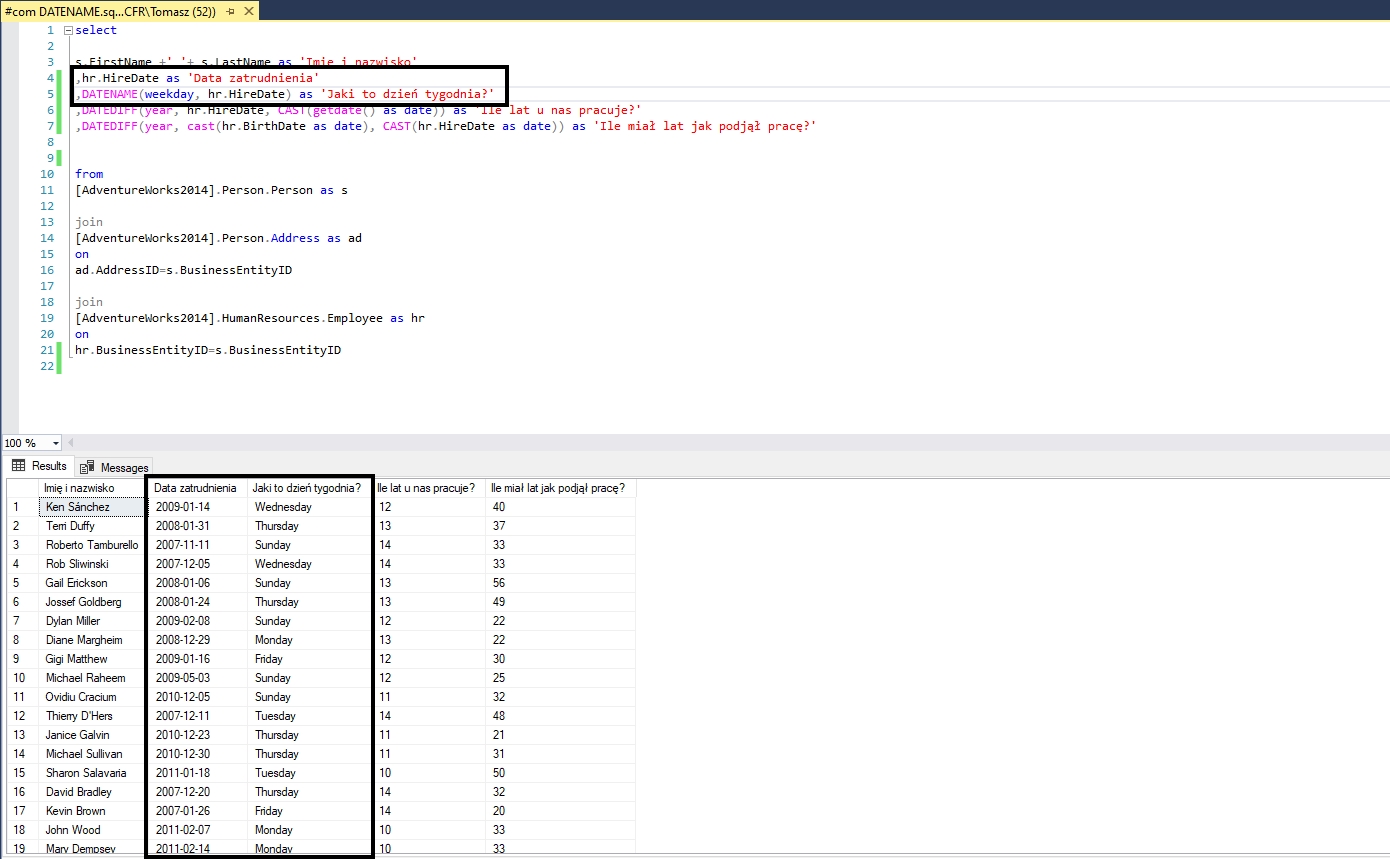 #com DATENAME.sq...CFR\Tomasz (52))
1 select
2
3 s.FirstName +' '+ s.LastName as 'Imię i nazwisko'
4 ,hr.HireDate as 'Data zatrudnienia'
5 ,DATENAME(weekday, hr.HireDate) as 'Jaki to dzień tygodnia?'
6 ,DATEDIFF(year, hr.HireDate, CAST(getdate() as date)) as 'Ile lat u nas pracuje?'
7 ,DATEDIFF(year, cast(hr.BirthDate as date), CAST(hr.HireDate as date)) as 'Ile miał lat jak podjął pracę?'
8
9
10 from
11 [AdventureWorks2014].Person.Person as s
12
13 join
14 [AdventureWorks2014].Person.Address as ad
15 on
16 ad.AddressID=s.BusinessEntityID
17
18 join
19 [AdventureWorks2014].HumanResources.Employee as hr
20 on
21 hr.BusinessEntityID=s.BusinessEntityID
22
100 %
Results Messages
Imię i nazwisko Data zatrudnienia Jaki to dzień tygodnia? Ile lat u nas pracuje? Ile miał lat jak podjął pracę?
1 Ken Sánchez 2009-01-14 Wednesday 12 40
2 Terri Duffy 2008-01-31 Thursday 13 37
3 Roberto Tamburello 2007-11-11 Sunday 14 33
4 Rob Sliwinski 2007-12-05 Wednesday 14 33
5 Gail Erickson 2008-01-06 Sunday 13 56
6 Jossef Goldberg 2008-01-24 Thursday 13 49
7 Dylan Miller 2009-02-08 Sunday 12 22
8 Diane Margheim 2008-12-29 Monday 13 22
9 Gigi Matthew 2009-01-16 Friday 12 30
10 Michael Raheem 2009-05-03 Sunday 12 25
11 Ovidiu Cracium 2010-12-05 Sunday 11 32
12 Thierry D'Hers 2007-12-11 Tuesday 14 48
13 Janice Galvin 2010-12-23 Thursday 11 21
14 Michael Sullivan 2010-12-30 Thursday 11 31
15 Sharon Salavaria 2011-01-18 Tuesday 10 50
16 David Bradley 2007-12-20 Thursday 14 32
17 Kevin Brown 2007-01-26 Friday 14 20
18 John Wood 2011-02-07 Monday 10 33
19 Mary Dempsey 2011-02-14 Monday 10 33